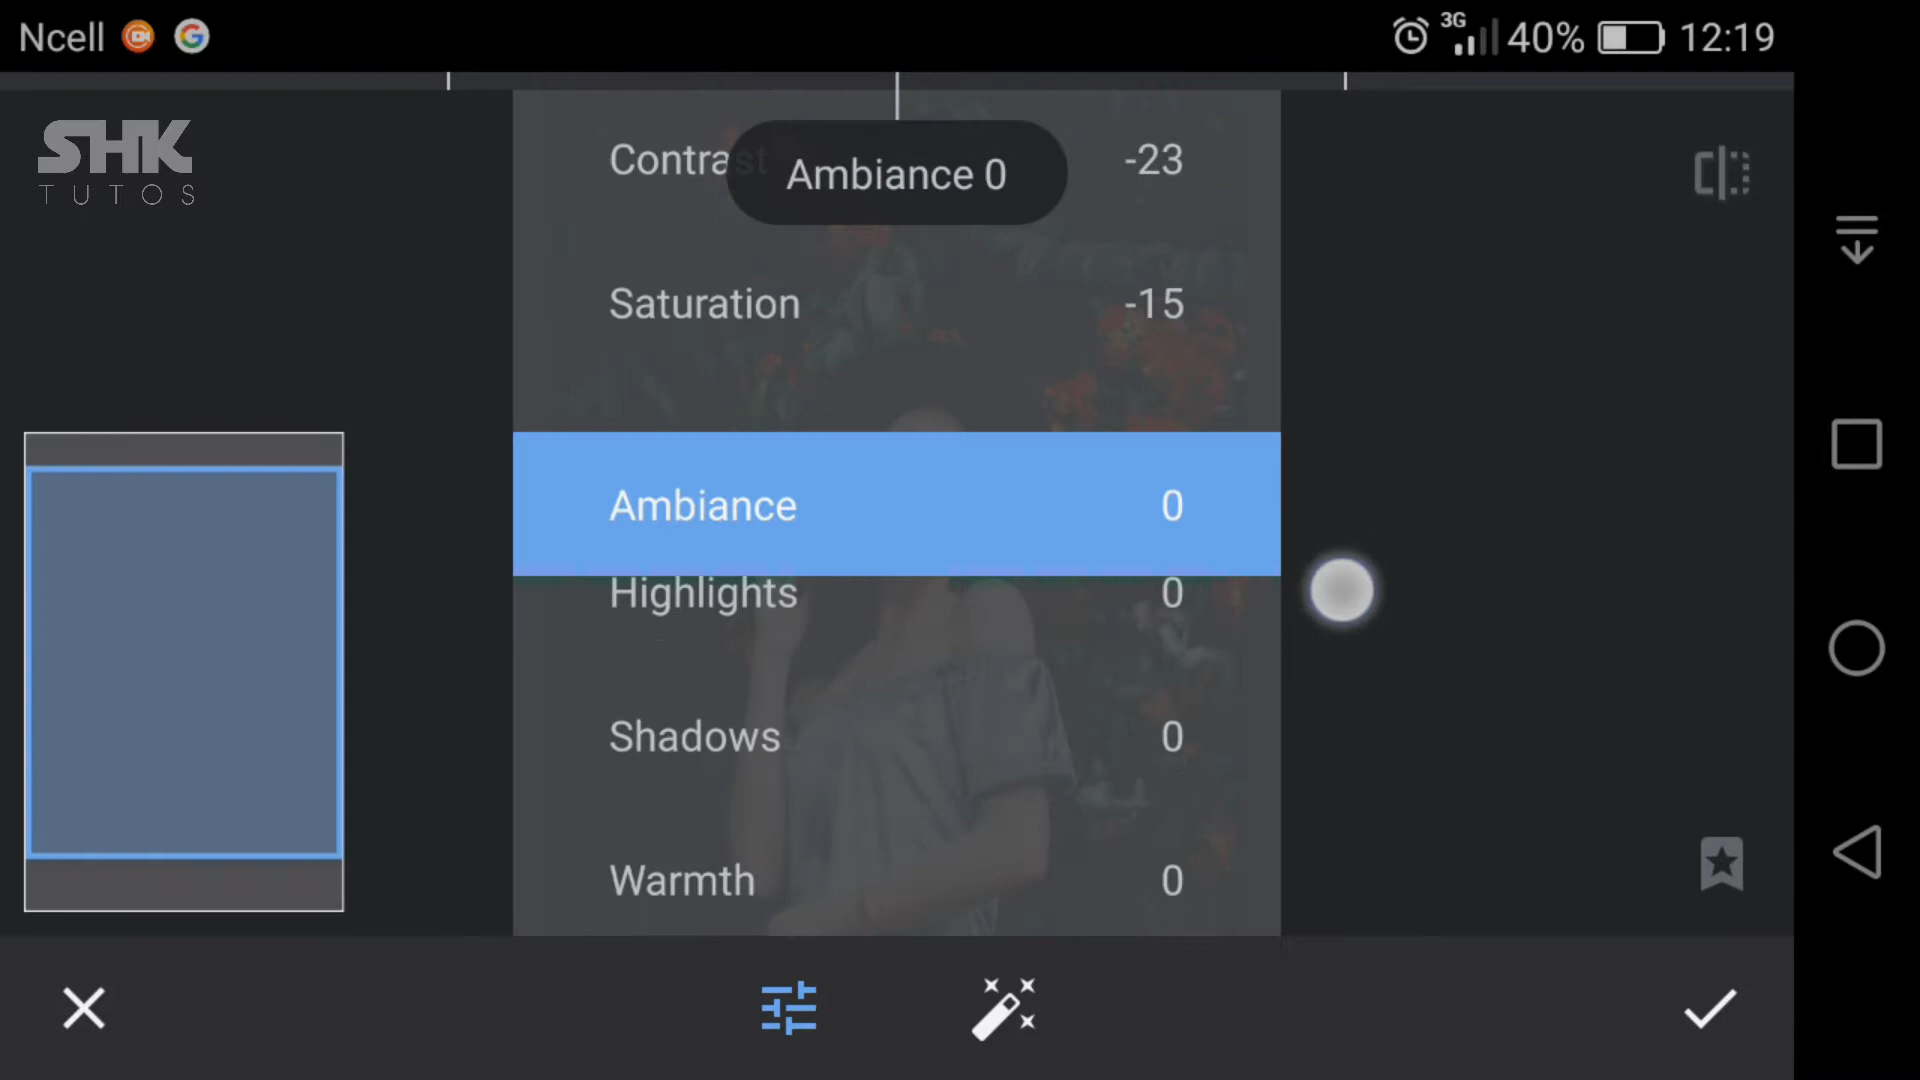 Ncell
3G
40%
12:19
SHK
TUTOS
Contrast -23
Ambiance 0
Saturation -15
Ambiance 0
Highlights 0
Shadows 0
Warmth 0